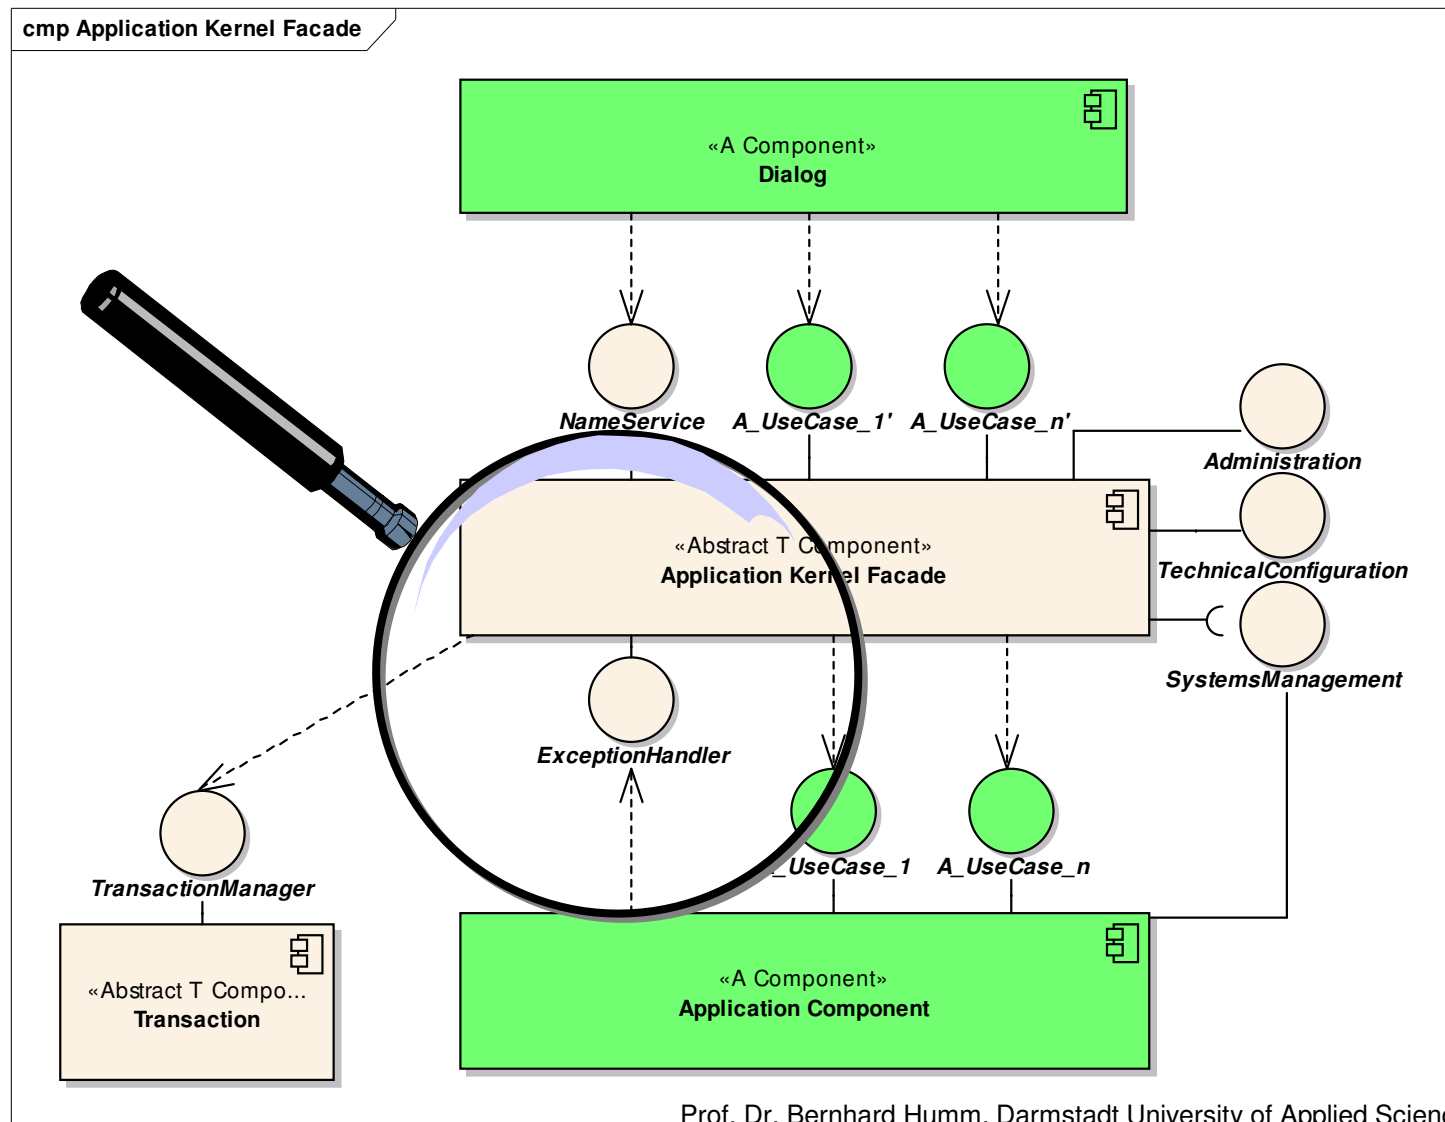 cmp Application Kernel Facade
«A Component»
Dialog
NameService
A_UseCase_1'
A_UseCase_n'
Administration
«Abstract T Component»
Application Kernel Facade
TechnicalConfiguration
SystemsManagement
ExceptionHandler
_UseCase_1
A_UseCase_n
TransactionManager
«Abstract T Compo...
Transaction
«A Component»
Application Component
Prof. Dr. Bernhard Humm, Darmstadt University of Applied